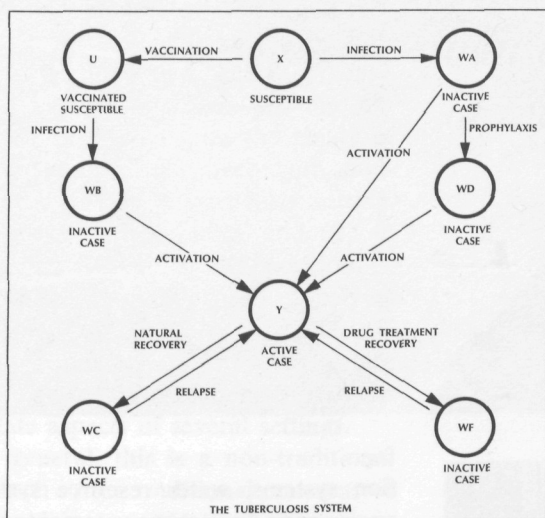 U
VACCINATION
X
INFECTION
WA
VACCINATED
SUSCEPTIBLE
SUSCEPTIBLE
INACTIVE
CASE
INFECTION
ACTIVATION
PROPHYLAXIS
WB
WD
INACTIVE
CASE
INACTIVE
CASE
ACTIVATION
ACTIVATION
Y
NATURAL
RECOVERY
ACTIVE
CASE
DRUG TREATMENT
RECOVERY
RELAPSE
RELAPSE
WC
WF
INACTIVE
CASE
INACTIVE
CASE
THE TUBERCULOSIS SYSTEM